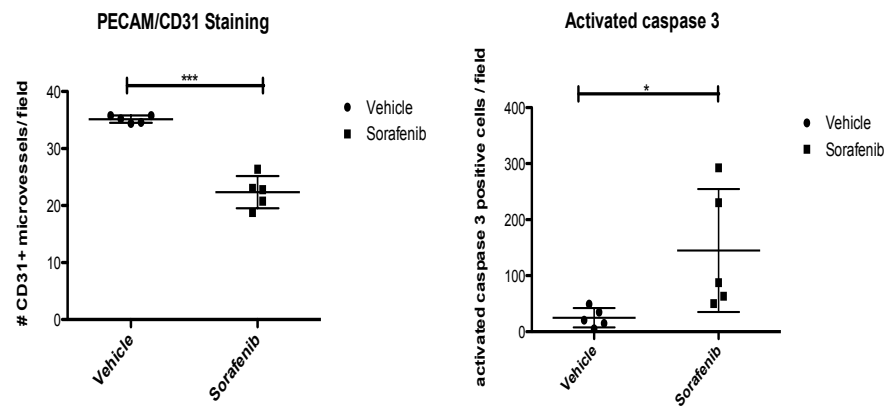 PECAM/CD31 Staining
# CD31+ microvessels/field
40
30
20
10
0
***
Vehicle
Sorafenib
Vehicle
Sorafenib
Activated caspase 3
activated caspase 3 positive cells / field
400
300
200
100
0
*
Vehicle
Sorafenib
Vehicle
Sorafenib